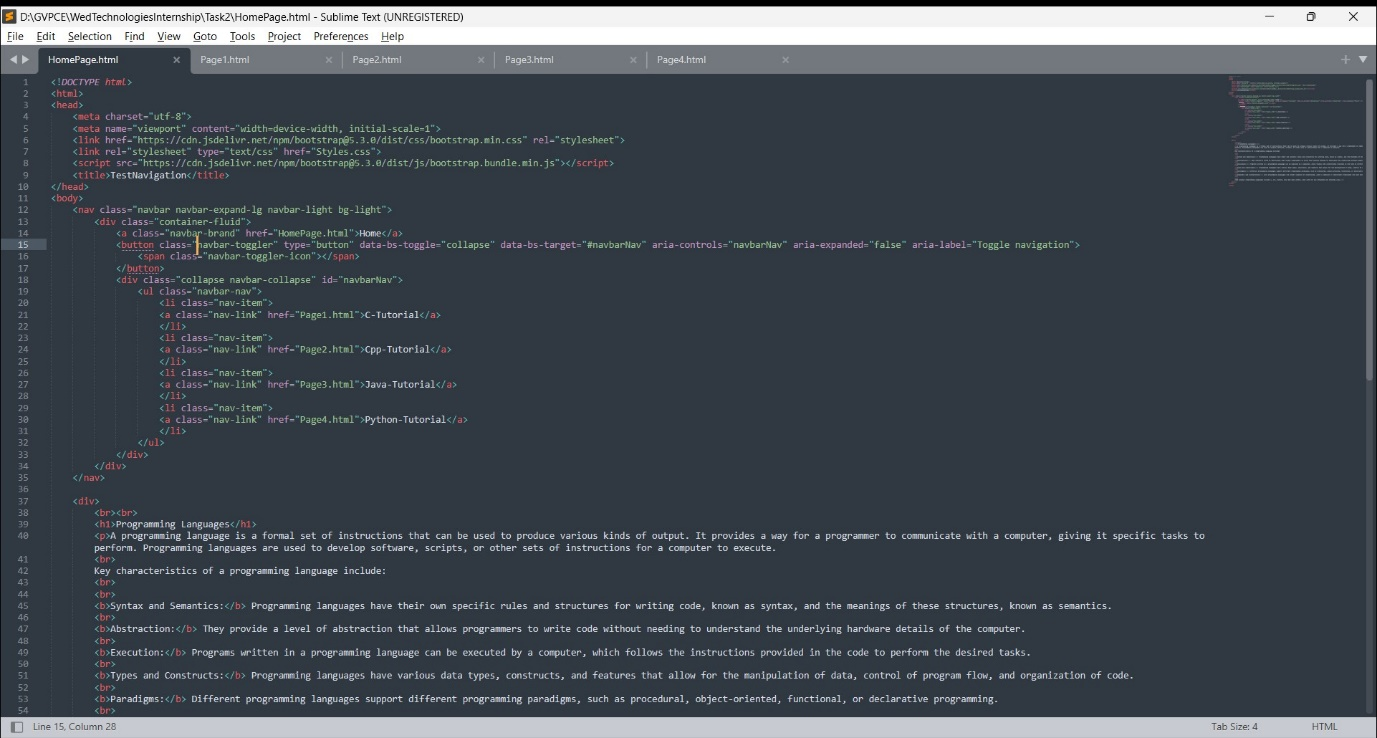 D:\GVPCE\WedTechnologiesInternship\Task2\HomePage.html - Sublime Text (UNREGISTERED)
File Edit Selection Find View Goto Tools Project Preferences Help
HomePage.html Page1.html Page2.html Page3.html Page4.html
1 <!DOCTYPE html>
2 <html>
3 <head>
4 <meta charset="utf-8">
5 <meta name="viewport" content="width=device-width, initial-scale=1">
6 <link href="https://cdn.jsdelivr.net/npm/bootstrap@5.3.0/dist/css/bootstrap.min.css" rel="stylesheet">
7 <link rel="stylesheet" type="text/css" href="Styles.css">
8 <script src="https://cdn.jsdelivr.net/npm/bootstrap@5.3.0/dist/js/bootstrap.bundle.min.js"></script>
9 <title>TestNavigation</title>
10 </head>
11 <body>
12 <nav class="navbar navbar-expand-lg navbar-light bg-light">
13 <div class="container-fluid">
14 <a class="navbar-brand" href="HomePage.html">Home</a>
15 <button class="navbar-toggler" type="button" data-bs-toggle="collapse" data-bs-target="#navbarNav" aria-controls="navbarNav" aria-expanded="false" aria-label="Toggle navigation">
16 <span class="navbar-toggler-icon"></span>
17 </button>
18 <div class="collapse navbar-collapse" id="navbarNav">
19 <ul class="navbar-nav">
20 <li class="nav-item">
21 <a class="nav-link" href="Page1.html">C-Tutorial</a>
22 </li>
23 <li class="nav-item">
24 <a class="nav-link" href="Page2.html">Cpp-Tutorial</a>
25 </li>
26 <li class="nav-item">
27 <a class="nav-link" href="Page3.html">Java-Tutorial</a>
28 </li>
29 <li class="nav-item">
30 <a class="nav-link" href="Page4.html">Python-Tutorial</a>
31 </li>
32 </ul>
33 </div>
34 </div>
35 </nav>
36
37 <div>
38 <br><br>
39 <h1>Programming Languages</h1>
40 <p>A programming language is a formal set of instructions that can be used to produce various kinds of output. It provides a way for a programmer to communicate with a computer, giving it specific tasks to
perform. Programming languages are used to develop software, scripts, or other sets of instructions for a computer to execute.
41 <br>
42 Key characteristics of a programming language include:
43 <br>
44 <br>
45 <b>Syntax and Semantics:</b> Programming languages have their own specific rules and structures for writing code, known as syntax, and the meanings of these structures, known as semantics.
46 <br>
47 <b>Abstraction:</b> They provide a level of abstraction that allows programmers to write code without needing to understand the underlying hardware details of the computer.
48 <br>
49 <b>Execution:</b> Programs written in a programming language can be executed by a computer, which follows the instructions provided in the code to perform the desired tasks.
50 <br>
51 <b>Types and Constructs:</b> Programming languages have various data types, constructs, and features that allow for the manipulation of data, control of program flow, and organization of code.
52 <br>
53 <b>Paradigms:</b> Different programming languages support different programming paradigms, such as procedural, object-oriented, functional, or declarative programming.
54 <br>
Line 15, Column 28 Tab Size: 4 HTML